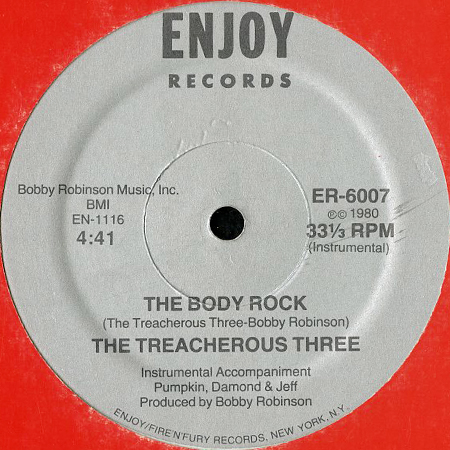 ENJOY
RECORDS
Bobby Robinson Music, Inc.
BMI
EN-1116
4:41
ER-6007
℗© 1980
33⅓ RPM
(Instrumental)
THE BODY ROCK
(The Treacherous Three-Bobby Robinson)
THE TREACHEROUS THREE
Instrumental Accompaniment
Pumpkin, Damond & Jeff
Produced by Bobby Robinson
ENJOY/FIRE'N'FURY RECORDS, NEW YORK, N.Y.